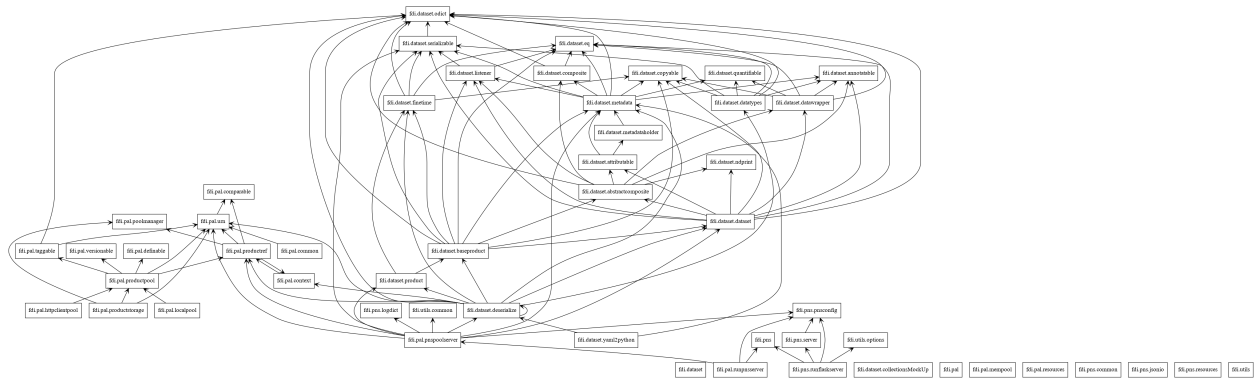 fdi.dataset.odict
fdi.dataset.serializable
fdi.dataset.eq
fdi.dataset.listener
fdi.dataset.composite
fdi.dataset.copyable
fdi.dataset.quantifiable
fdi.dataset.annotatable
fdi.dataset.finetime
fdi.dataset.metadata
fdi.dataset.datatypes
fdi.dataset.datawrapper
fdi.dataset.metadataholder
fdi.dataset.attributable
fdi.dataset.ndprint
fdi.pal.comparable
fdi.dataset.abstractcomposite
fdi.pal.poolmanager
fdi.pal.urn
fdi.dataset.dataset
fdi.pal.taggable
fdi.pal.versionable
fdi.pal.definable
fdi.pal.productref
fdi.pal.common
fdi.dataset.baseproduct
fdi.pal.productpool
fdi.pal.context
fdi.dataset.product
fdi.pal.httpclientpool
fdi.pal.productstorage
fdi.pal.localpool
fdi.pns.logdict
fdi.utils.common
fdi.dataset.deserialize
fdi.pns.pnsconfig
fdi.pal.pnspoolserver
fdi.dataset.yaml2python
fdi.pns
fdi.pns.server
fdi.utils.options
fdi.dataset
fdi.pal.runpnsserver
fdi.pns.runflaskserver
fdi.dataset.collectionsMockUp
fdi.pal
fdi.pal.mempool
fdi.pal.resources
fdi.pns.common
fdi.pns.jsonio
fdi.pns.resources
fdi.utils